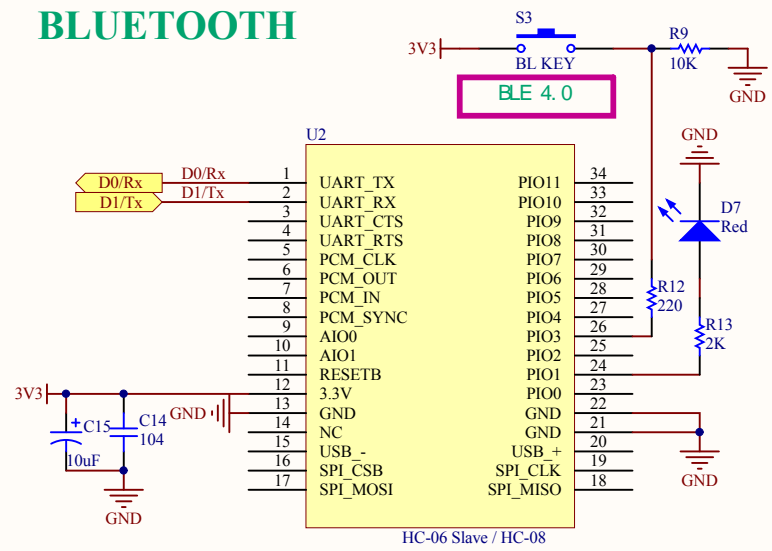 BLUETOOTH
S3
3V3
BL KEY
R9
10K
GND
BLE 4.0
U2
GND
D0/Rx D0/Rx 1 UART_TX PIO11 34
D1/Tx D1/Tx 2 UART_RX PIO10 33
3 UART_CTS PIO9 32
4 UART_RTS PIO8 31
5 PCM_CLK PIO7 30
6 PCM_OUT PIO6 29
7 PCM_IN PIO5 28
8 PCM_SYNC PIO4 27
9 AIO0 PIO3 26
10 AIO1 PIO2 25
11 RESETB PIO1 24
12 3.3V PIO0 23
13 GND GND 22
14 NC GND 21
15 USB_- USB_+ 20
16 SPI_CSB SPI_CLK 19
17 SPI_MOSI SPI_MISO 18
D7
Red
R12
220
R13
2K
3V3
+
C15
10uF
C14
104
GND
GND
GND
HC-06 Slave / HC-08